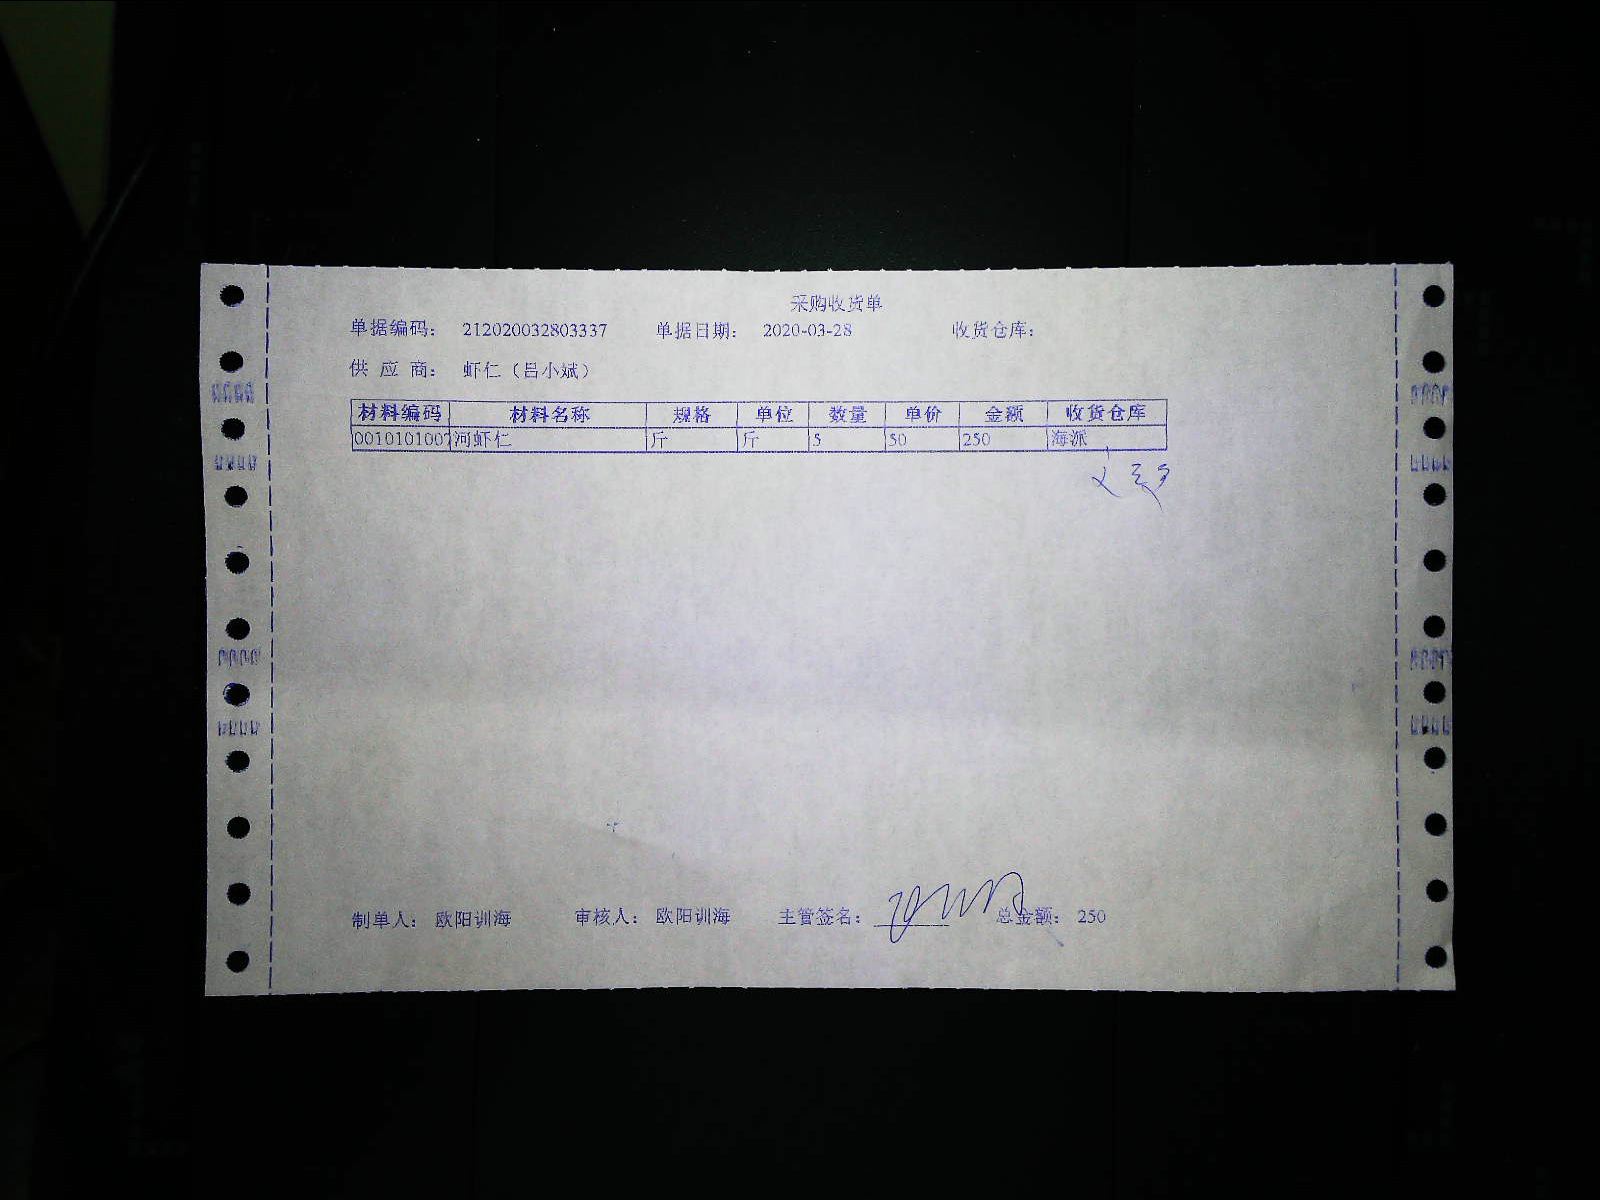 采购收货单
单据编码： 212020032803337 单据日期： 2020-03-28 收货仓库：
供 应 商： 虾仁（吕小斌）
材料编码 材料名称 规格 单位 数量 单价 金额 收货仓库
0010101007 河虾仁 斤 斤 5 50 250 海派
制单人： 欧阳训海 审核人： 欧阳训海 主管签名： 总金额： 250